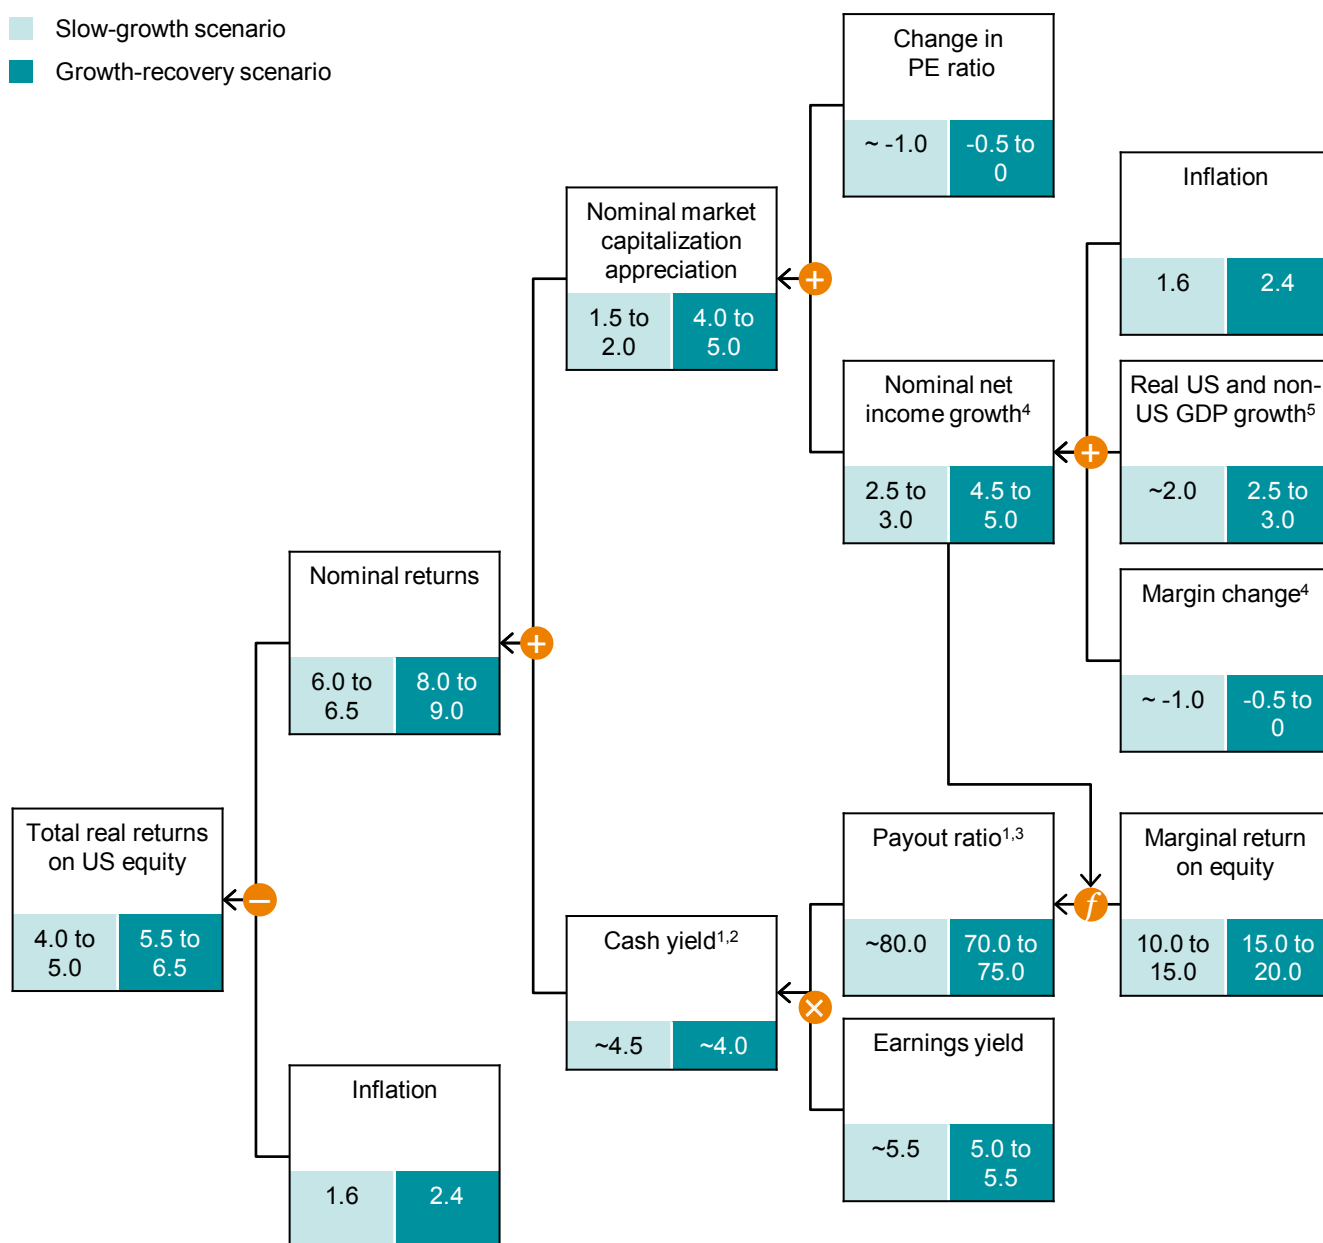 Slow-growth scenario
Growth-recovery scenario
Change in
PE ratio
~ -1.0
-0.5 to
0
Inflation
1.6
2.4
Nominal market
capitalization
appreciation
1.5 to
2.0
4.0 to
5.0
+
Nominal net
income growth4
2.5 to
3.0
4.5 to
5.0
+
Real US and non-
US GDP growth5
~2.0
2.5 to
3.0
Margin change4
~ -1.0
-0.5 to
0
Nominal returns
6.0 to
6.5
8.0 to
9.0
+
Total real returns
on US equity
4.0 to
5.0
5.5 to
6.5
−
Cash yield1,2
~4.5
~4.0
×
Payout ratio1,3
~80.0
70.0 to
75.0
f
Marginal return
on equity
10.0 to
15.0
15.0 to
20.0
Earnings yield
~5.5
5.0 to
5.5
Inflation
1.6
2.4